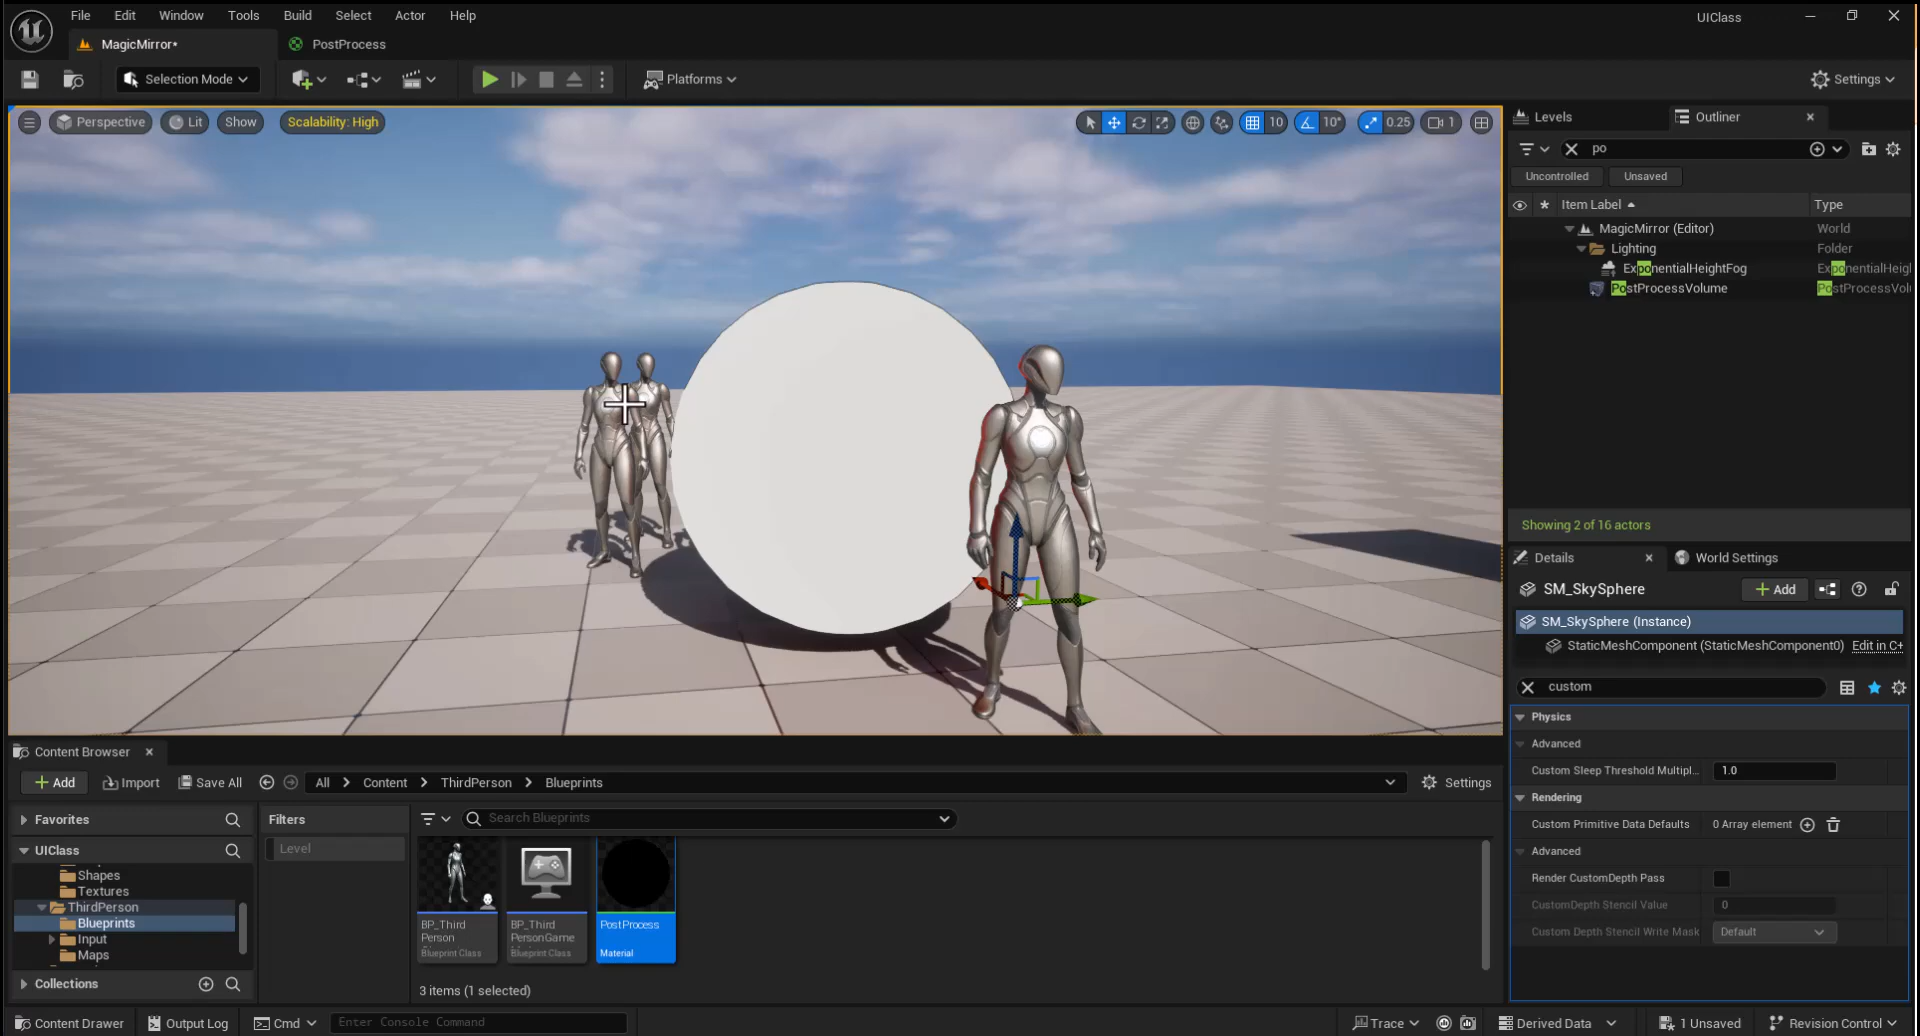 File Edit Window Tools Build Select Actor Help UIClass
MagicMirror• PostProcess
Selection Mode Platforms Settings
Perspective Lit Show Scalability: High 10 10° 0.25 1
Levels Outliner
po
Uncontrolled Unsaved
Item Label Type
MagicMirror (Editor) World
Lighting Folder
ExponentialHeightFog ExponentialHeigl
PostProcessVolume PostProcessVol
Showing 2 of 16 actors
Details World Settings
SM_SkySphere Add
SM_SkySphere (Instance)
StaticMeshComponent (StaticMeshComponent0) Edit in C+
custom
Physics
Advanced
Custom Sleep Threshold Multipl... 1.0
Rendering
Custom Primitive Data Defaults 0 Array element
Advanced
Render CustomDepth Pass
CustomDepth Stencil Value 0
Custom Depth Stencil Write Mask Default
Content Browser
Add Import Save All All Content ThirdPerson Blueprints Settings
Favorites
UIClass
Shapes
Textures
ThirdPerson
Blueprints
Input
Maps
Collections
Filters
Level
Search Blueprints
BP_Third
Person
Blueprint Class
BP_Third
PersonGame
Blueprint Class
PostProcess
Material
3 items (1 selected)
Content Drawer Output Log Cmd Enter Console Command Trace Derived Data 1 Unsaved Revision Control